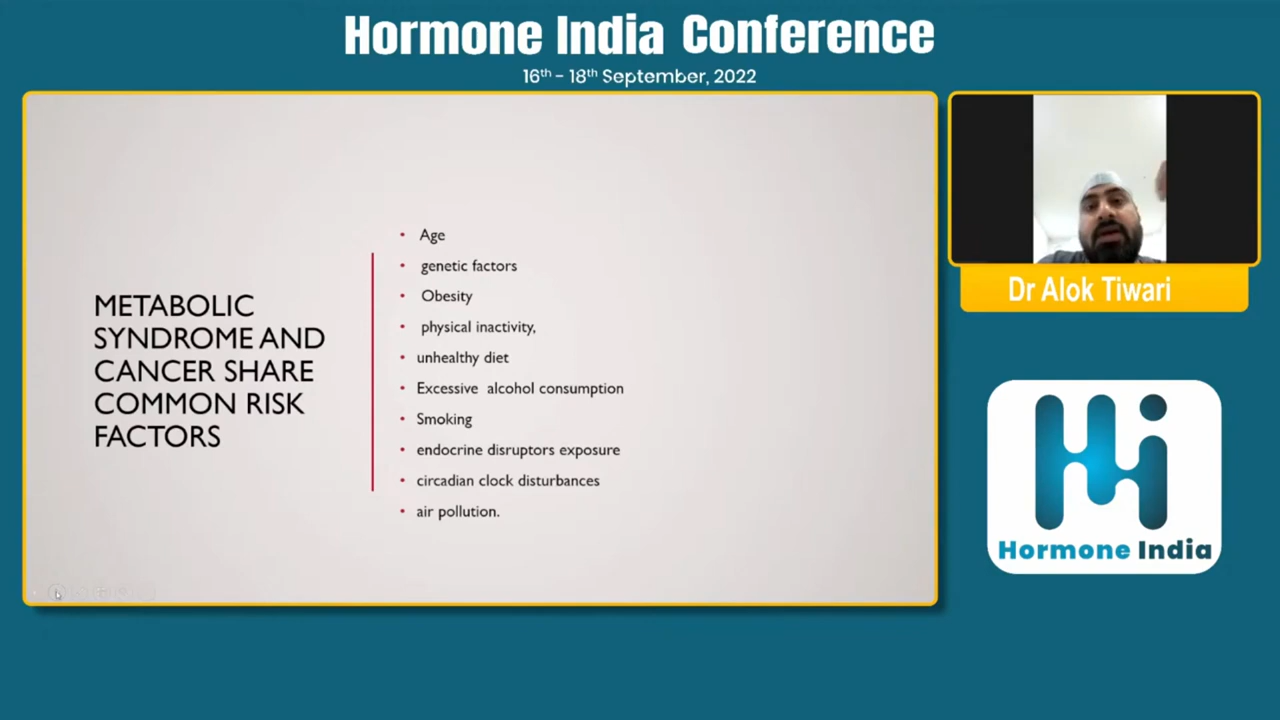 Hormone India Conference
16th - 18th September, 2022
METABOLIC
SYNDROME AND
CANCER SHARE
COMMON RISK
FACTORS
• Age
• genetic factors
• Obesity
• physical inactivity,
• unhealthy diet
• Excessive alcohol consumption
• Smoking
• endocrine disruptors exposure
• circadian clock disturbances
• air pollution.
Dr Alok Tiwari
Hi
Hormone India